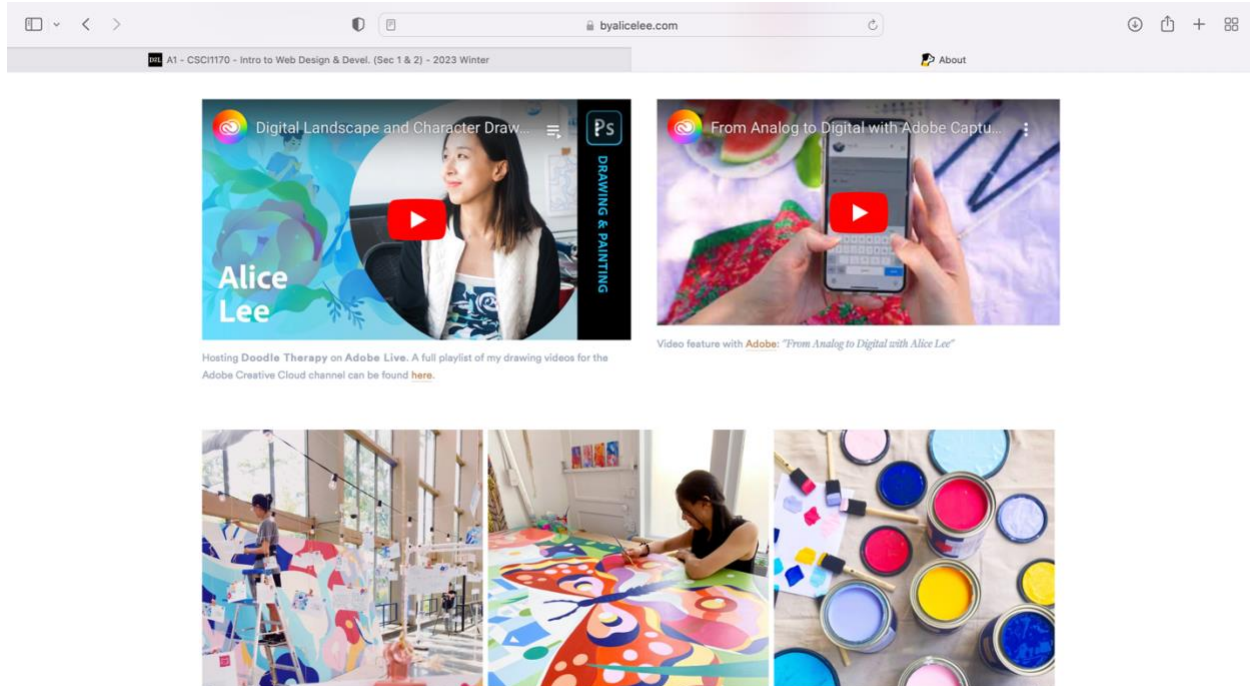 byalicelee.com
A1 - CSCI1170 - Intro to Web Design & Devel. (Sec 1 & 2) - 2023 Winter
About
Digital Landscape and Character Draw...
Ps
DRAWING & PAINTING
Alice
Lee
From Analog to Digital with Adobe Captu...
Hosting Doodle Therapy on Adobe Live. A full playlist of my drawing videos for the
Adobe Creative Cloud channel can be found here.
Video feature with Adobe: "From Analog to Digital with Alice Lee"